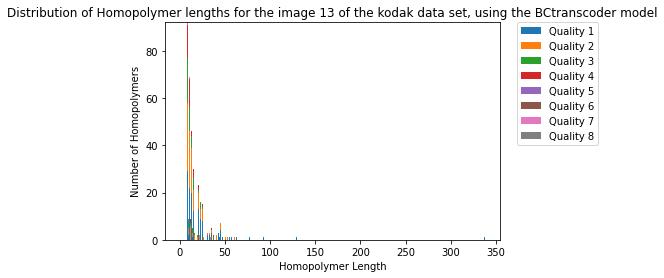 Distribution of Homopolymer lengths for the image 13 of the kodak data set, using the BCtranscoder model
Quality 1
Quality 2
Quality 3
Quality 4
Quality 5
Quality 6
Quality 7
Quality 8
Number of Homopolymers
80
60
40
20
0
0 50 100 150 200 250 300 350
Homopolymer Length